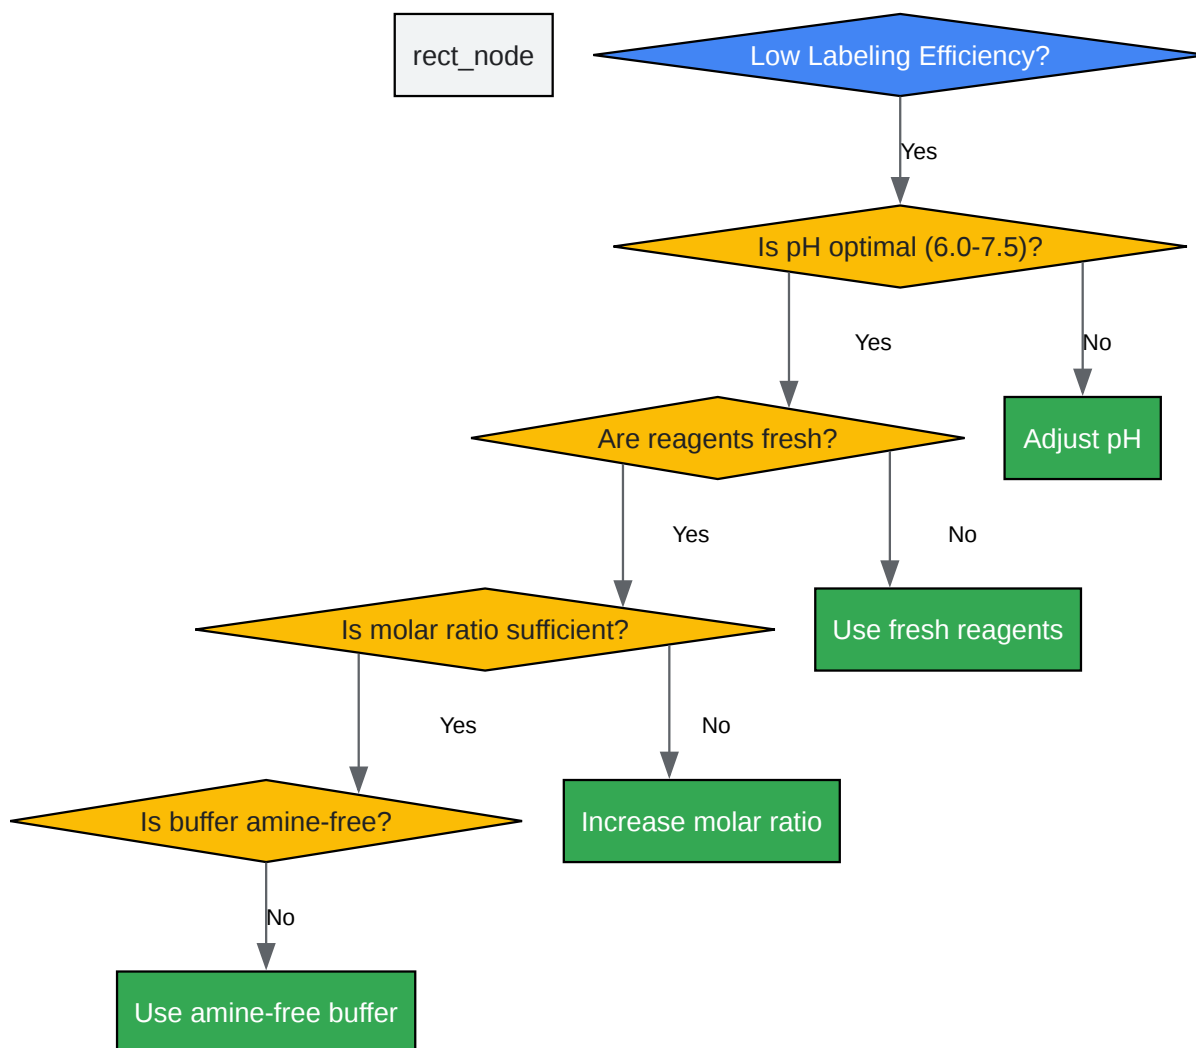 rect_node
Low Labeling Efficiency?
Yes
Is pH optimal (6.0-7.5)?
Yes
No
Are reagents fresh?
Adjust pH
Yes
No
Is molar ratio sufficient?
Use fresh reagents
Yes
No
Is buffer amine-free?
Increase molar ratio
No
Use amine-free buffer